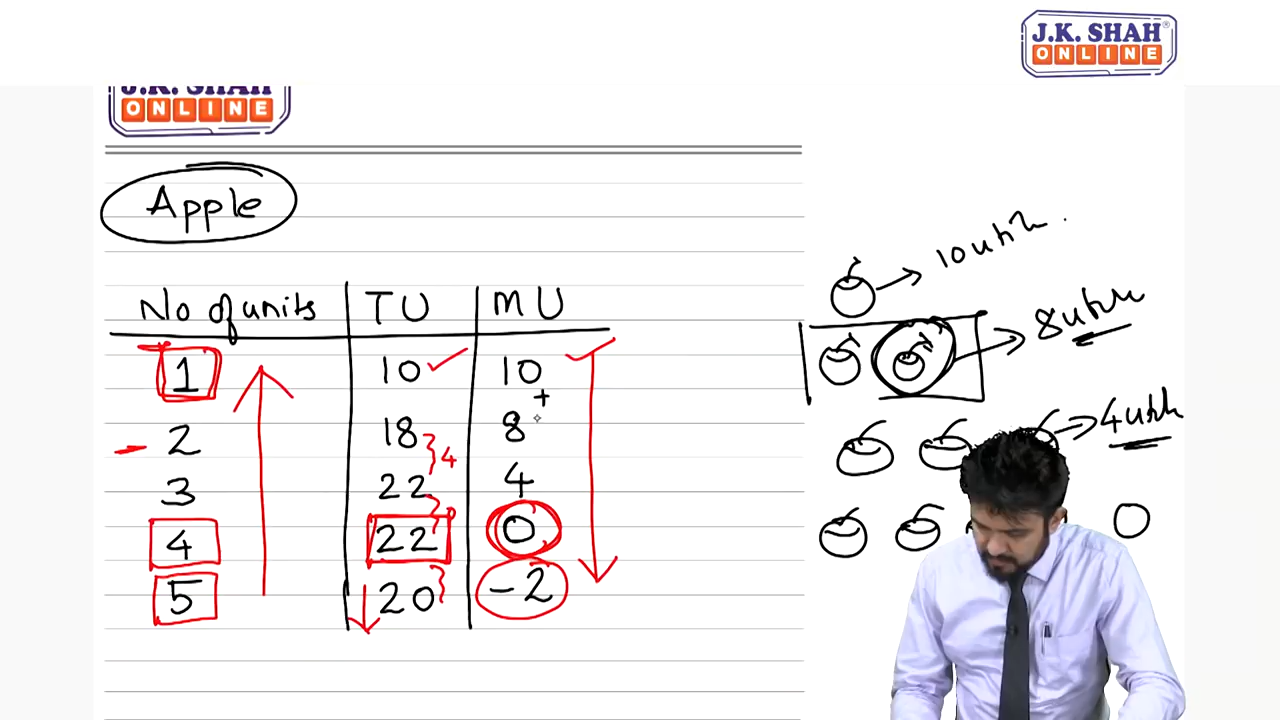 J.K. SHAH®
ONLINE
J.K. SHAH
ONLINE
Apple
No of units TU MU
1 10 10
+
2 18 8
4
3 22 4
0
4 22 0
5 20 -2
10 utils.
8 utils
4 utils